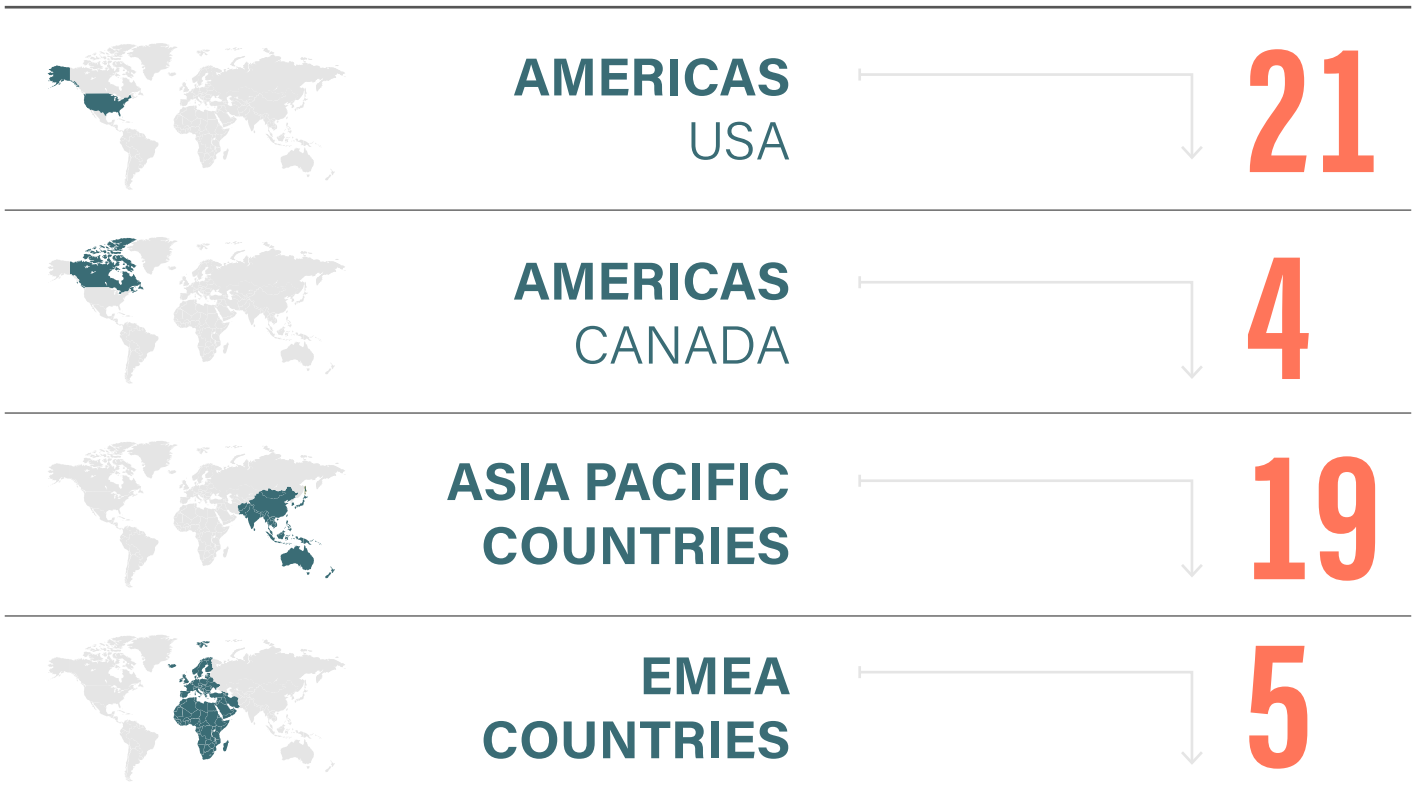 AMERICAS
USA
21
AMERICAS
CANADA
4
ASIA PACIFIC
COUNTRIES
19
EMEA
COUNTRIES
5